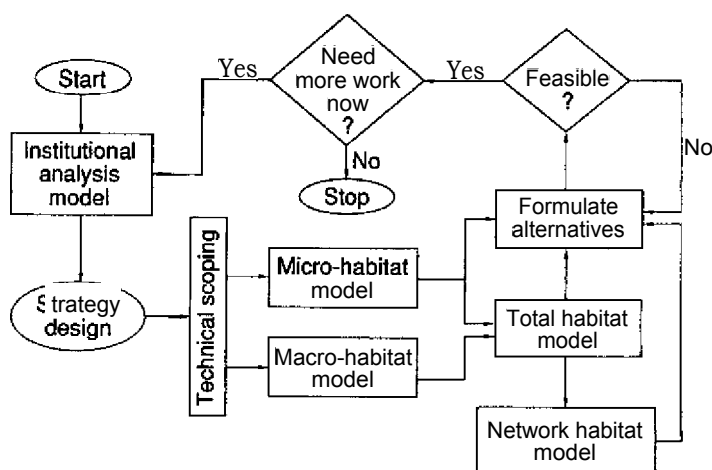 Start
Institutional
analysis
model
Strategy
design
Technical scoping
Micro-habitat
model
Macro-habitat
model
Total habitat
model
Network habitat
model
Formulate
alternatives
Feasible
?
No
Yes
Need
more work
now
?
Yes
No
Stop